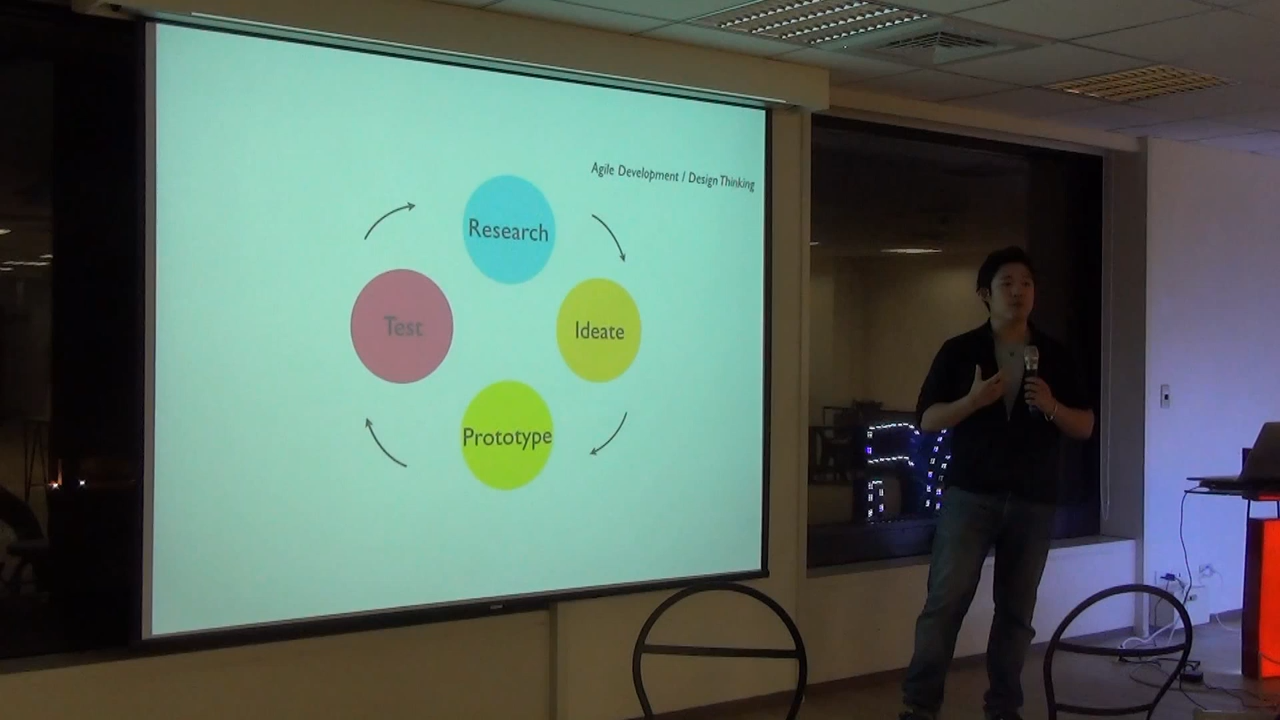 Agile Development / Design Thinking
Research
Ideate
Prototype
Test